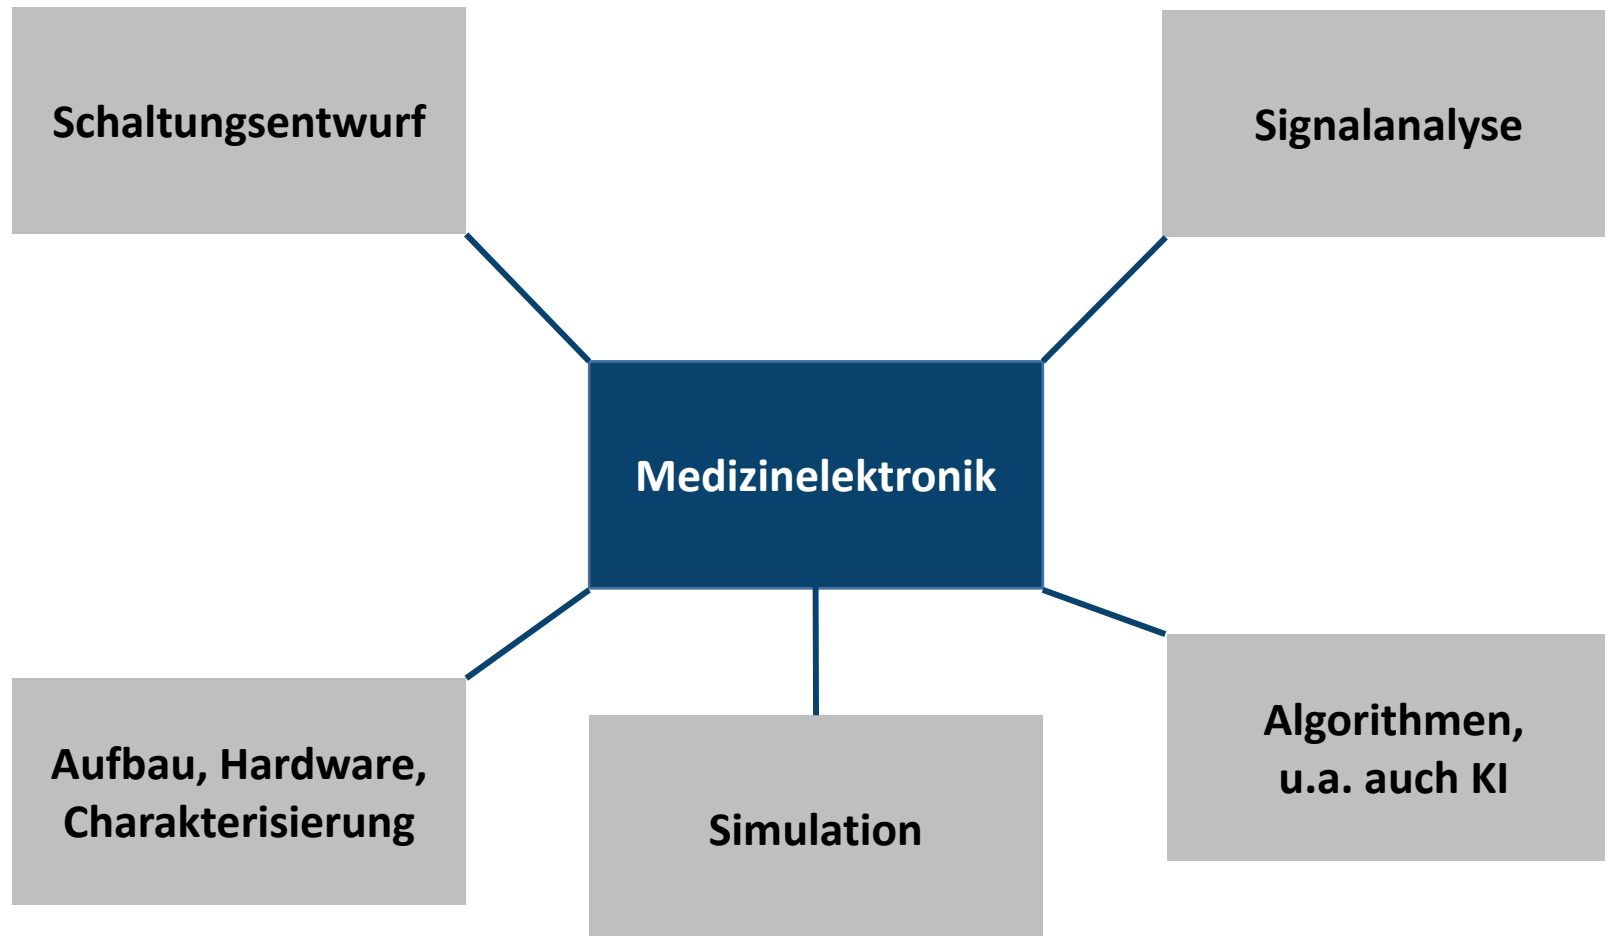 Schaltungsentwurf
Signalanalyse
Medizinelektronik
Aufbau, Hardware,
Charakterisierung
Simulation
Algorithmen,
u.a. auch KI